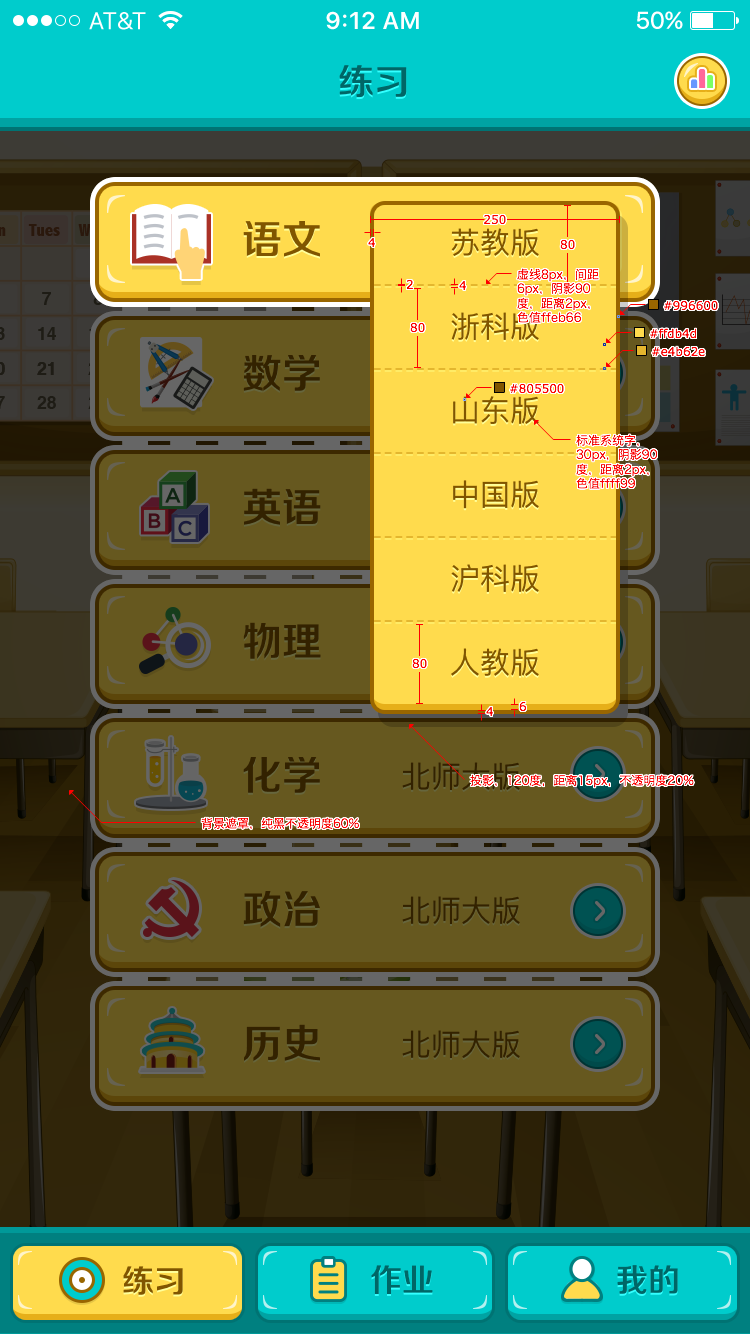 AT&T
9:12 AM
50%
练习
Tues
W
n
7
14
21
28
语文
数学
英语
A
B
C
物理
化学
北师大版
政治
北师大版
历史
北师大版
苏教版
浙科版
山东版
中国版
沪科版
人教版
250
4
80
2
4
虚线8px，间距
6px，阴影90
度，距离2px，
色值ffeb66
80
#996600
#ffdb4d
#e4b62e
#805500
标准系统字，
30px，阴影90
度，距离2px，
色值ffff99
80
4
6
投影，120度，距离15px，不透明度20%
背景遮罩，纯黑不透明度60%
练习
作业
我的